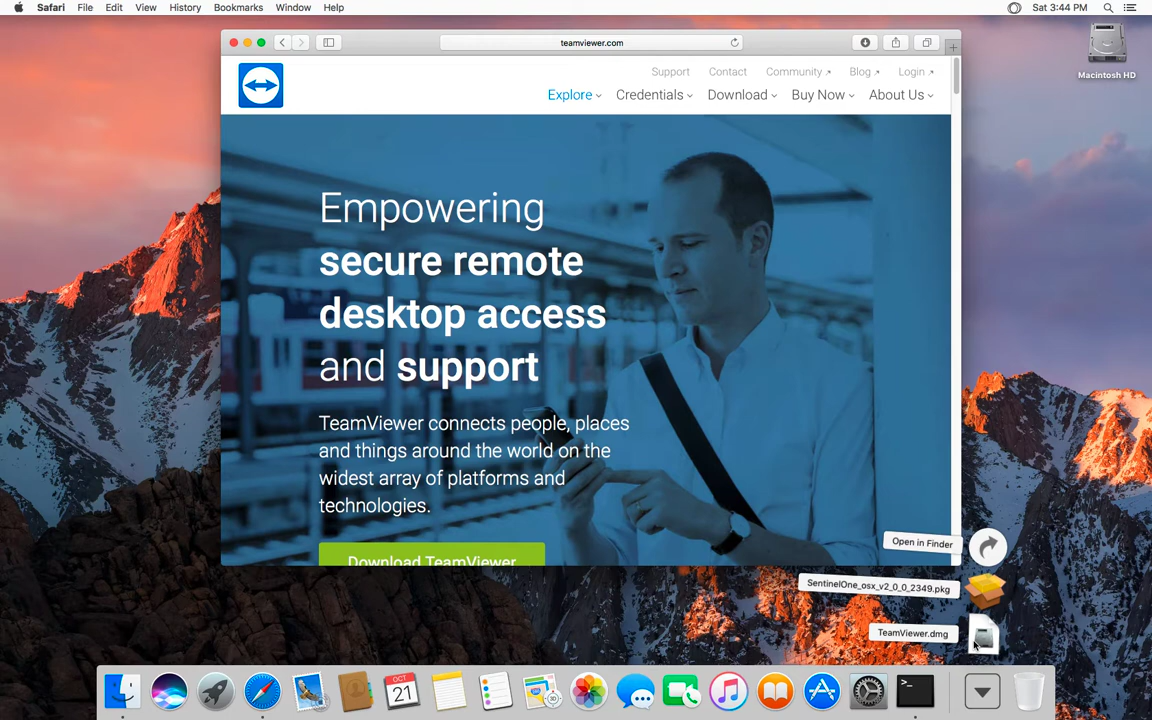 Safari File Edit View History Bookmarks Window Help
Sat 3:44 PM
teamviewer.com
Macintosh HD
Support Contact Community Blog Login
Explore Credentials Download Buy Now About Us
Empowering
secure remote
desktop access
and support
TeamViewer connects people, places
and things around the world on the
widest array of platforms and
technologies.
Download TeamViewer
Open in Finder
SentinelOne_osx_v2_0_0_2349.pkg
TeamViewer.dmg
OCT
21